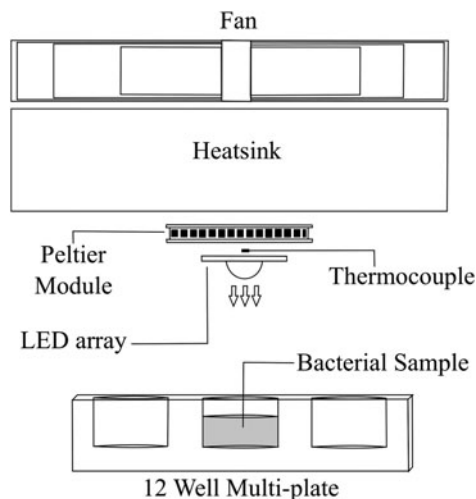 Fan
Heatsink
Peltier
Module
Thermocouple
LED array
Bacterial Sample
12 Well Multi-plate